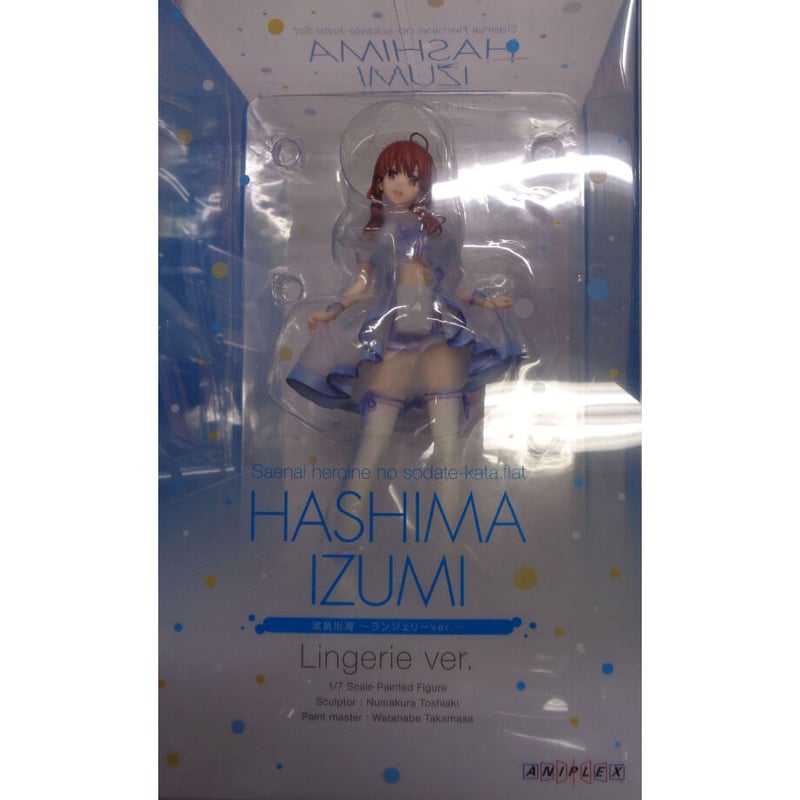 Saenai heroine no sodate-kata.flat
HASHIMA
IZUMI
Saenai heroine no sodate-kata.flat
HASHIMA
IZUMI
波島出海 ～ランジェリーver.～
Lingerie ver.
1/7 Scale Painted Figure
Sculptor : Numakura Toshiaki
Paint master : Watanabe Takamasa
ANIPLEX